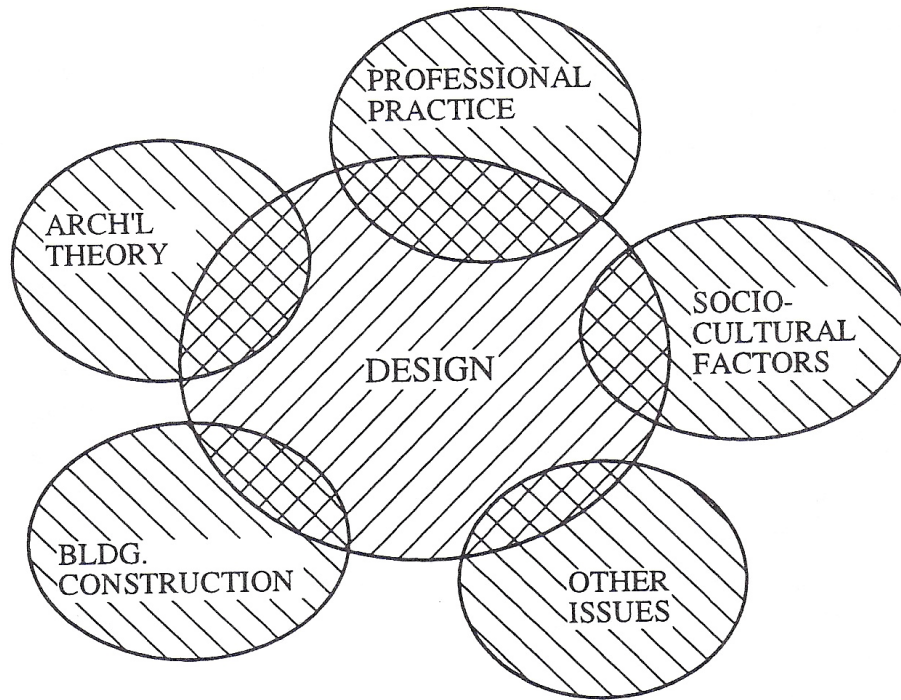 PROFESSIONAL
PRACTICE
ARCH'L
THEORY
SOCIO-
CULTURAL
FACTORS
DESIGN
BLDG.
CONSTRUCTION
OTHER
ISSUES